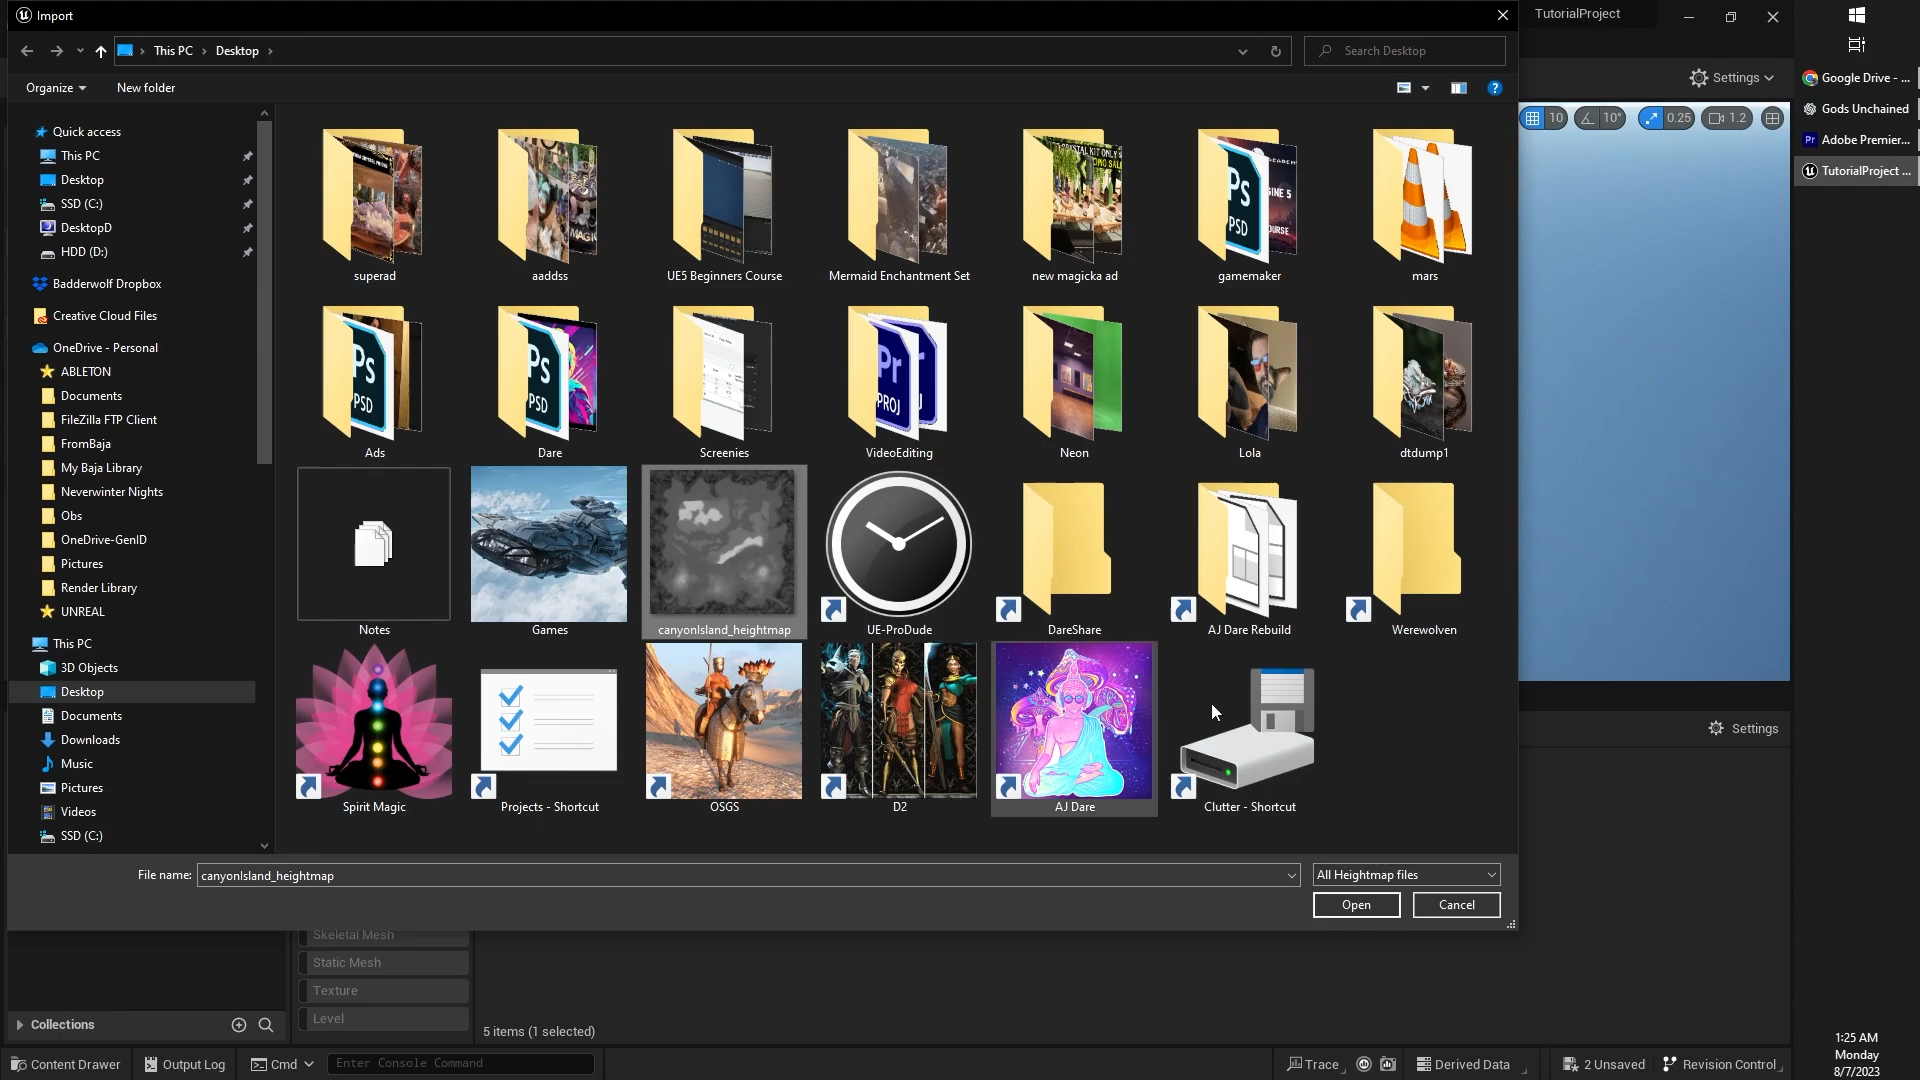 Import
TutorialProject
This PC
Desktop
Search Desktop
Organize
New folder
Settings
10
10°
0.25
1.2
Google Drive - ...
Gods Unchained
Adobe Premier...
TutorialProject ...
Quick access
This PC
Desktop
SSD (C:)
DesktopD
HDD (D:)
Badderwolf Dropbox
Creative Cloud Files
OneDrive - Personal
ABLETON
Documents
FileZilla FTP Client
FromBaja
My Baja Library
Neverwinter Nights
Obs
OneDrive-GenID
Pictures
Render Library
UNREAL
This PC
3D Objects
Desktop
Documents
Downloads
Music
Pictures
Videos
SSD (C:)
superad
aaddss
UE5 Beginners Course
Mermaid Enchantment Set
new magicka ad
gamemaker
mars
Ads
Dare
Screenies
VideoEditing
Neon
Lola
dtdump1
Notes
Games
canyonIsland_heightmap
UE-ProDude
DareShare
AJ Dare Rebuild
Werewolven
Spirit Magic
Projects - Shortcut
OSGS
D2
AJ Dare
Clutter - Shortcut
File name:
canyonIsland_heightmap
All Heightmap files
Open
Cancel
Settings
Skeletal Mesh
Static Mesh
Texture
Level
Collections
5 items (1 selected)
Content Drawer
Output Log
Cmd
Enter Console Command
Trace
Derived Data
2 Unsaved
Revision Control
1:25 AM
Monday
8/7/2023